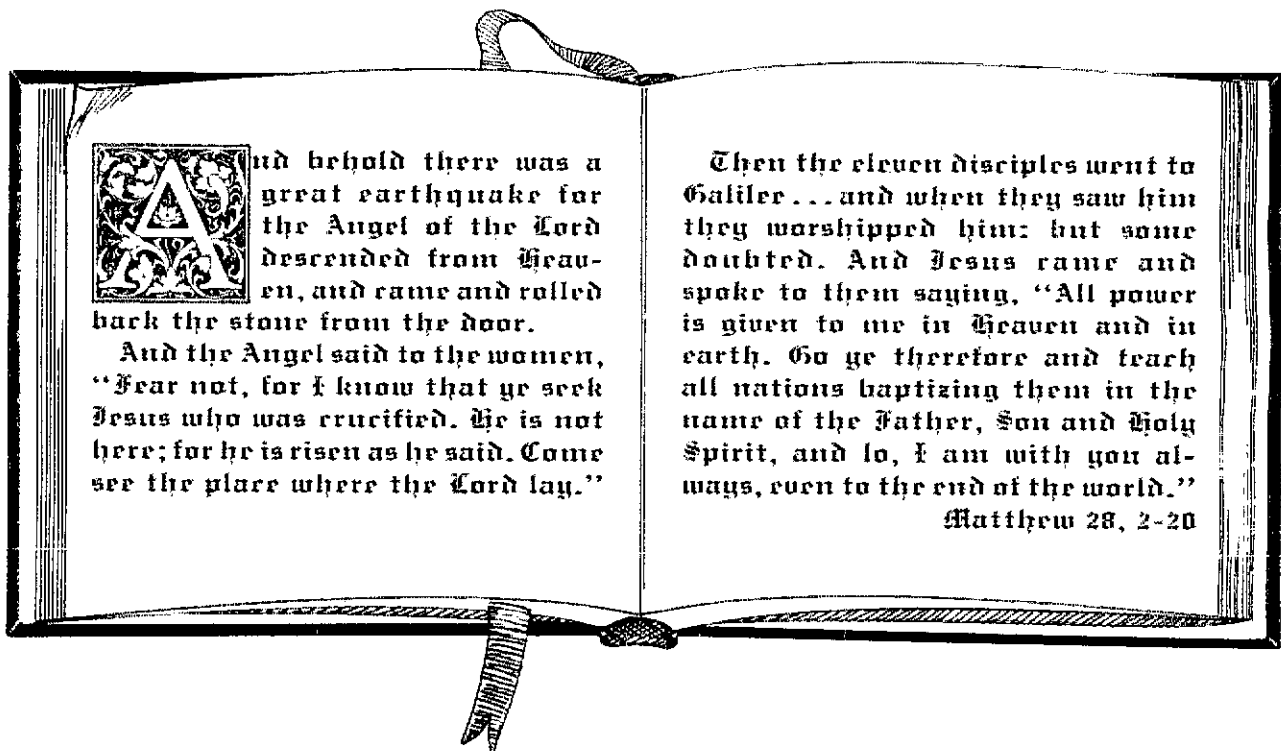 And behold there was a
great earthquake for
the Angel of the Lord
descended from Heav-
en, and came and rolled
back the stone from the door.
And the Angel said to the women,
“Fear not, for I know that ye seek
Jesus who was crucified. He is not
here; for he is risen as he said. Come
see the place where the Lord lay.”
Then the eleven disciples went to
Galilee...and when they saw him
they worshipped him: but some
doubted. And Jesus came and
spoke to them saying, “All power
is given to me in Heaven and in
earth. Go ye therefore and teach
all nations baptizing them in the
name of the Father, Son and Holy
Spirit, and lo, I am with you al-
ways, even to the end of the world.”
Matthew 28, 2-20